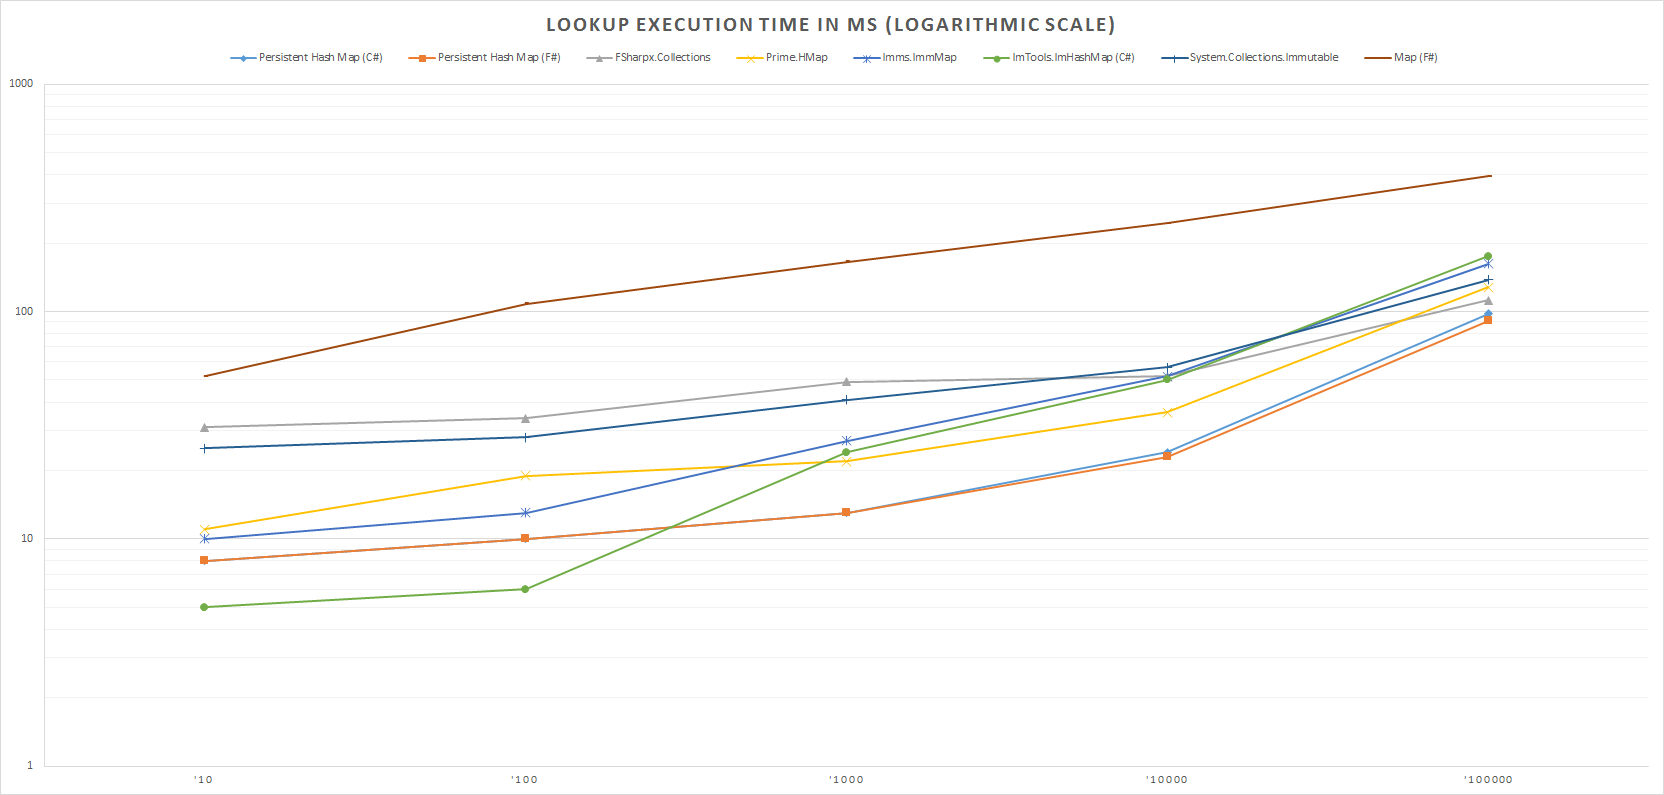 LOOKUP EXECUTION TIME IN MS (LOGARITHMIC SCALE)
Persistent Hash Map (C#) Persistent Hash Map (F#) FSharpx.Collections Prime.HMap Imms.ImmMap ImTools.ImHashMap (C#) System.Collections.Immutable Map (F#)
1000
100
10
1
'10 '100 '1000 '10000 '100000